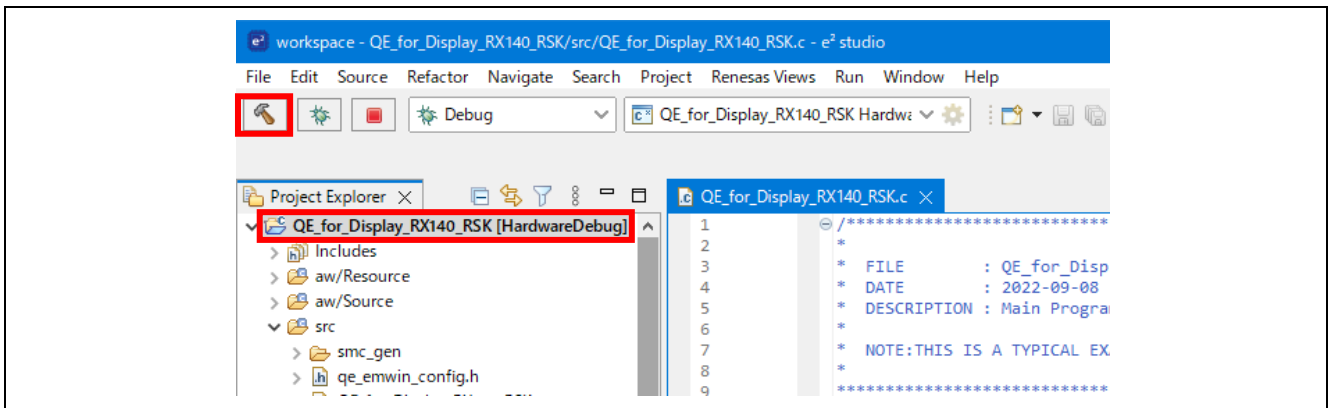 e² workspace - QE_for_Display_RX140_RSK/src/QE_for_Display_RX140_RSK.c - e² studio
File Edit Source Refactor Navigate Search Project Renesas Views Run Window Help
Debug QE_for_Display_RX140_RSK Hardwa
Project Explorer
QE_for_Display_RX140_RSK.c
QE_for_Display_RX140_RSK [HardwareDebug]
Includes
aw/Resource
aw/Source
src
smc_gen
qe_emwin_config.h
1 /****************************
2 *
3 * FILE : QE_for_Disp
4 * DATE : 2022-09-08
5 * DESCRIPTION : Main Progra
6 *
7 * NOTE:THIS IS A TYPICAL EX
8 *
9 *****************************